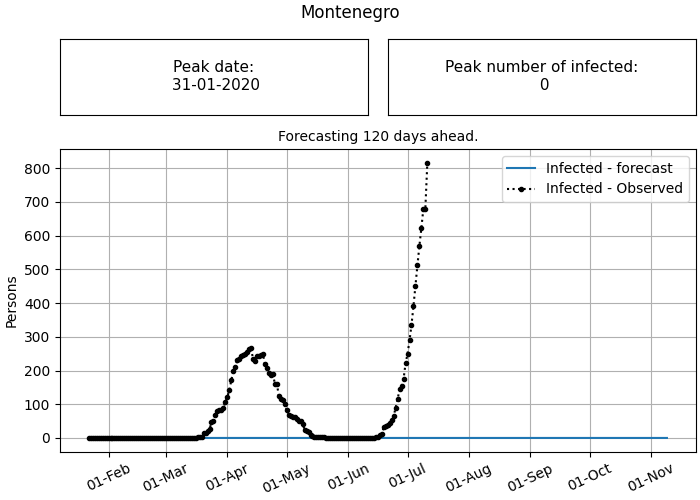 Montenegro
Peak date:
31-01-2020
Peak number of infected:
0
Forecasting 120 days ahead.
Infected - forecast
Infected - Observed
Persons
800
700
600
500
400
300
200
100
0
01-Feb
01-Mar
01-Apr
01-May
01-Jun
01-Jul
01-Aug
01-Sep
01-Oct
01-Nov